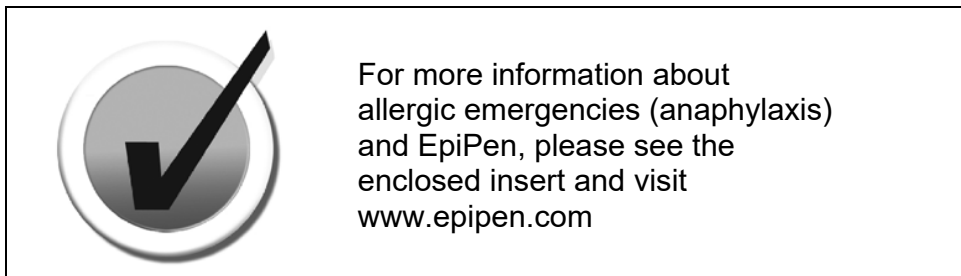 For more information about
allergic emergencies (anaphylaxis)
and EpiPen, please see the
enclosed insert and visit
www.epipen.com